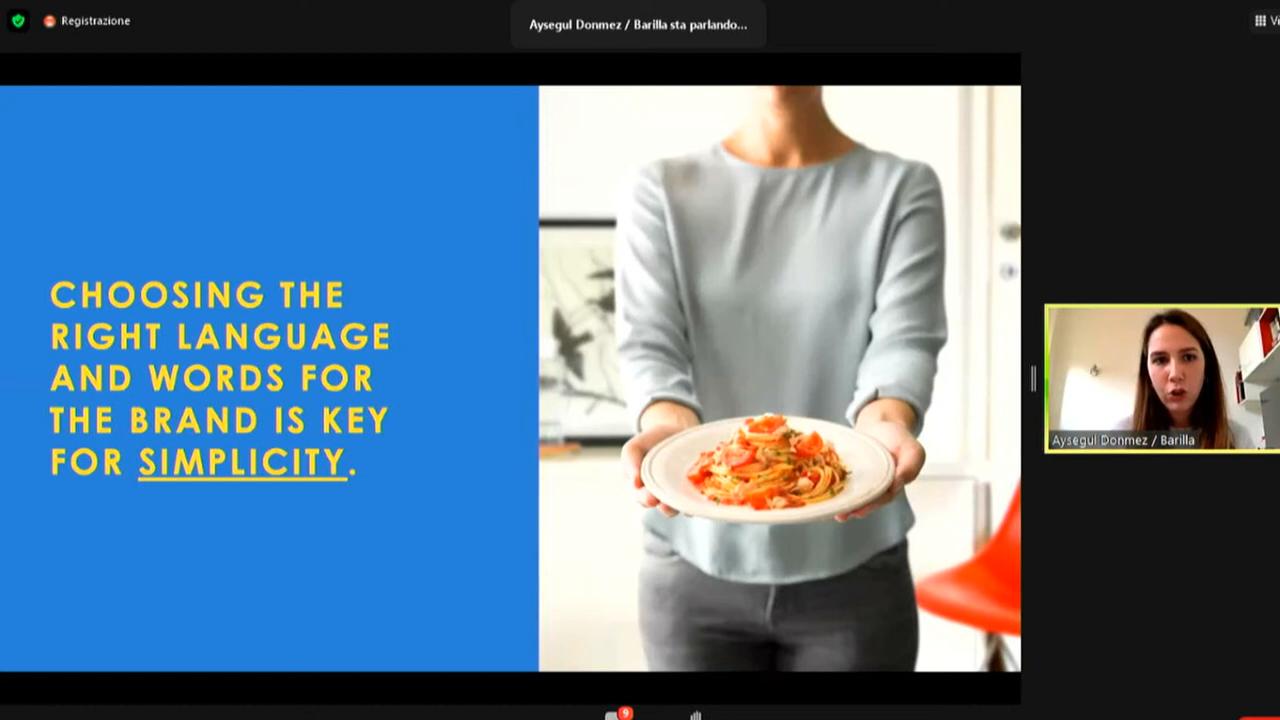 Registrazione
Aysegul Donmez / Barilla sta parlando...
CHOOSING THE
RIGHT LANGUAGE
AND WORDS FOR
THE BRAND IS KEY
FOR SIMPLICITY.
Aysegul Donmez / Barilla
9